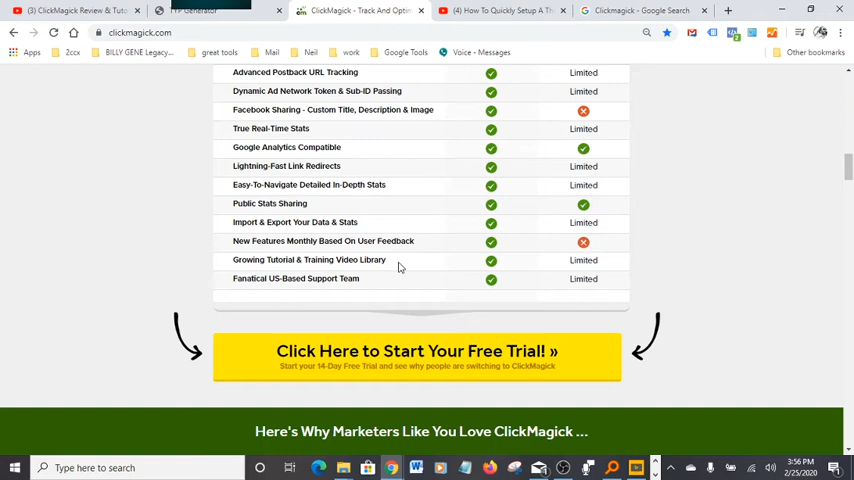 (3) ClickMagick Review & Tuto
TYP Generator
ClickMagick - Track And Optim
(4) How To Quickly Setup A Th
Clickmagick - Google Search
clickmagick.com
Apps
2ccx
BILLY GENE Legacy...
great tools
Mail
Neil
work
Google Tools
Voice - Messages
Other bookmarks
Advanced Postback URL Tracking
Limited
Dynamic Ad Network Token & Sub-ID Passing
Limited
Facebook Sharing - Custom Title, Description & Image
True Real-Time Stats
Limited
Google Analytics Compatible
Lightning-Fast Link Redirects
Limited
Easy-To-Navigate Detailed In-Depth Stats
Limited
Public Stats Sharing
Import & Export Your Data & Stats
Limited
New Features Monthly Based On User Feedback
Growing Tutorial & Training Video Library
Limited
Fanatical US-Based Support Team
Limited
Click Here to Start Your Free Trial! »
Start your 14-Day Free Trial and see why people are switching to ClickMagick
Here's Why Marketers Like You Love ClickMagick ...
Type here to search
3:56 PM
2/25/2020